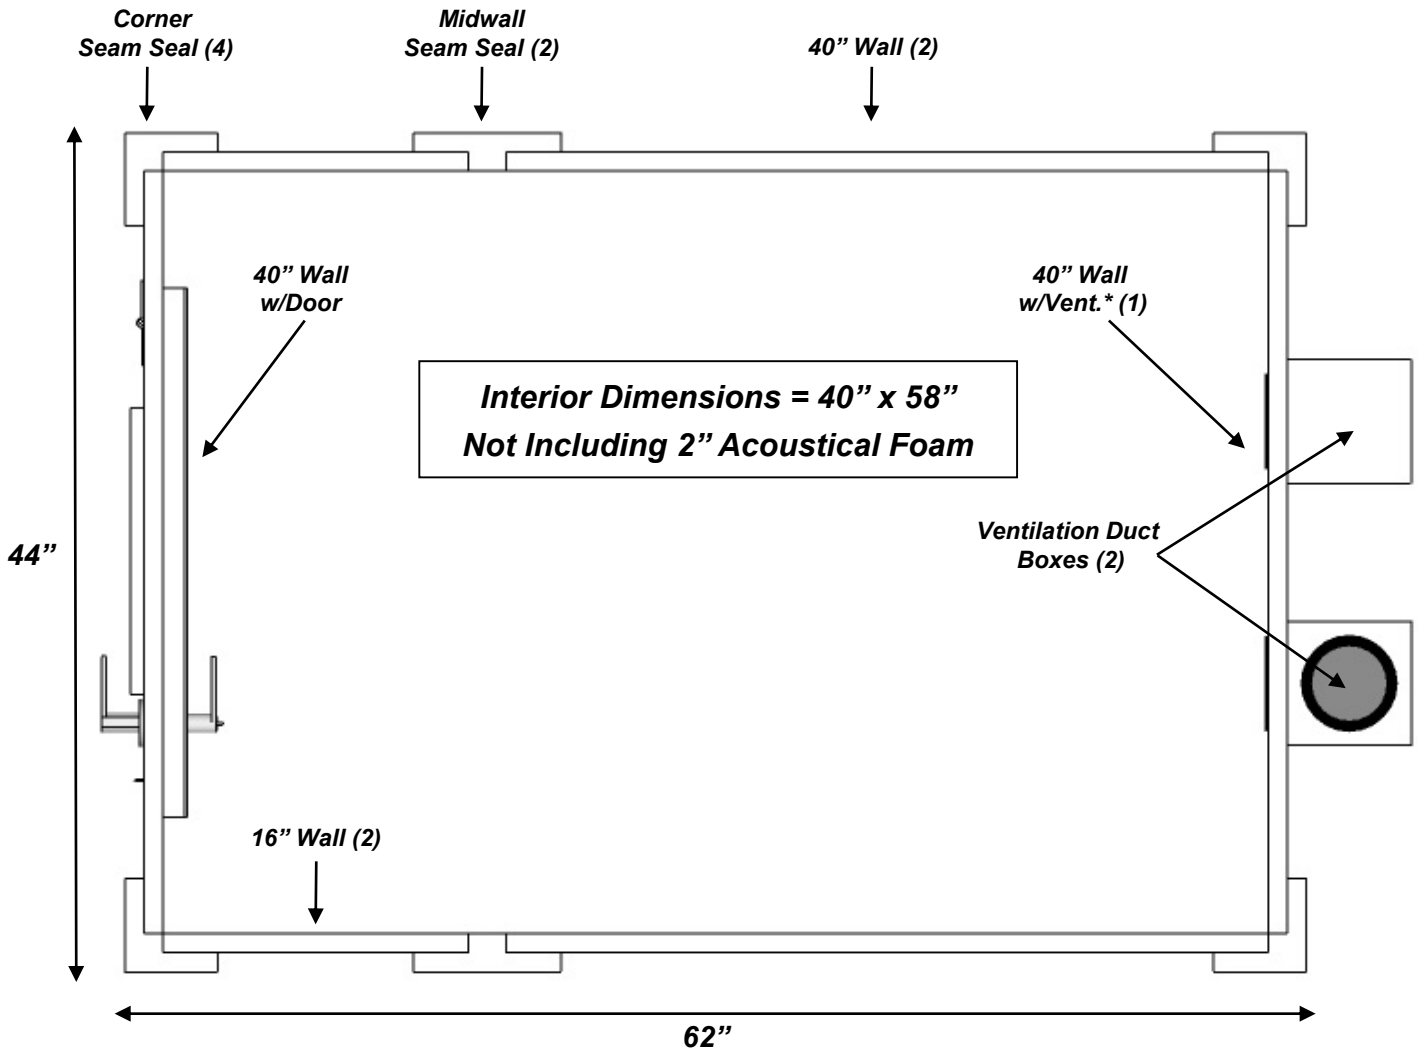 Corner
Seam Seal (4)
Midwall
Seam Seal (2)
40” Wall (2)
40” Wall
w/Door
40” Wall
w/Vent.* (1)
Interior Dimensions = 40” x 58”
Not Including 2” Acoustical Foam
Ventilation Duct
Boxes (2)
44”
16” Wall (2)
62”